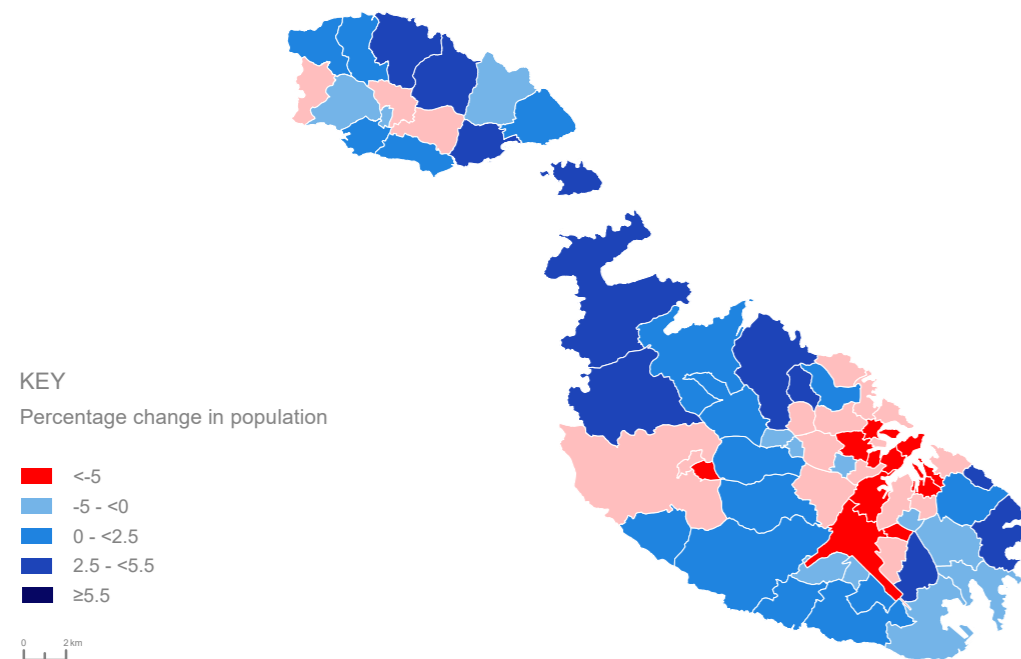 KEY
Percentage change in population
<-5
-5 - <0
0 - <2.5
2.5 - <5.5
≥5.5
0 2 km